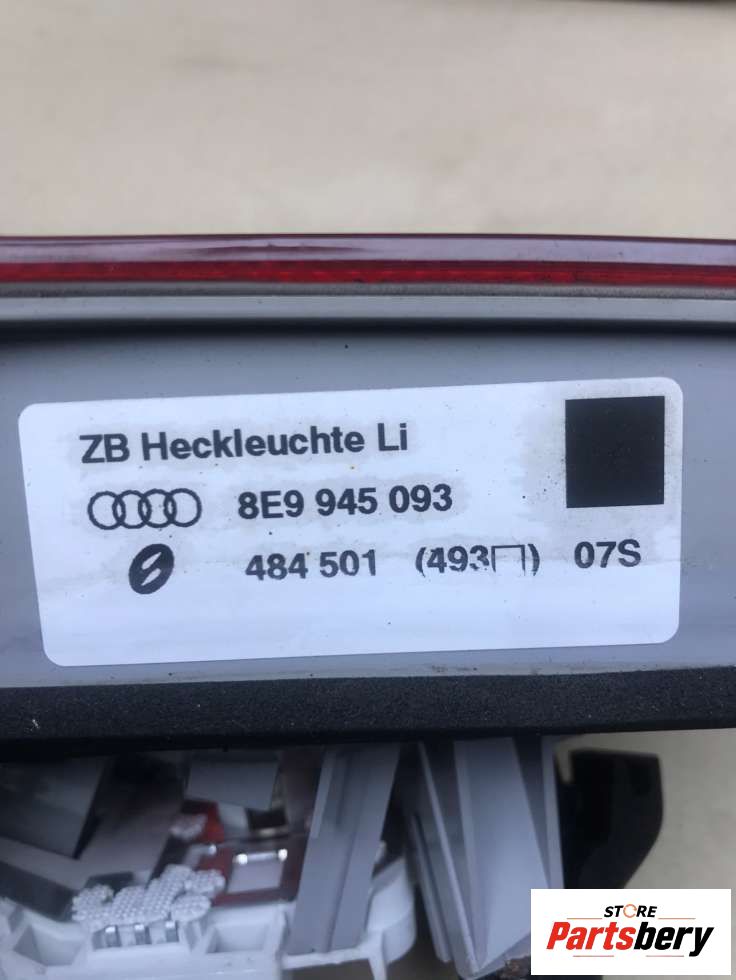 ZB Heckleuchte Li
8E9 945 093
484 501 (493□) 07S
STORE
Partsbery